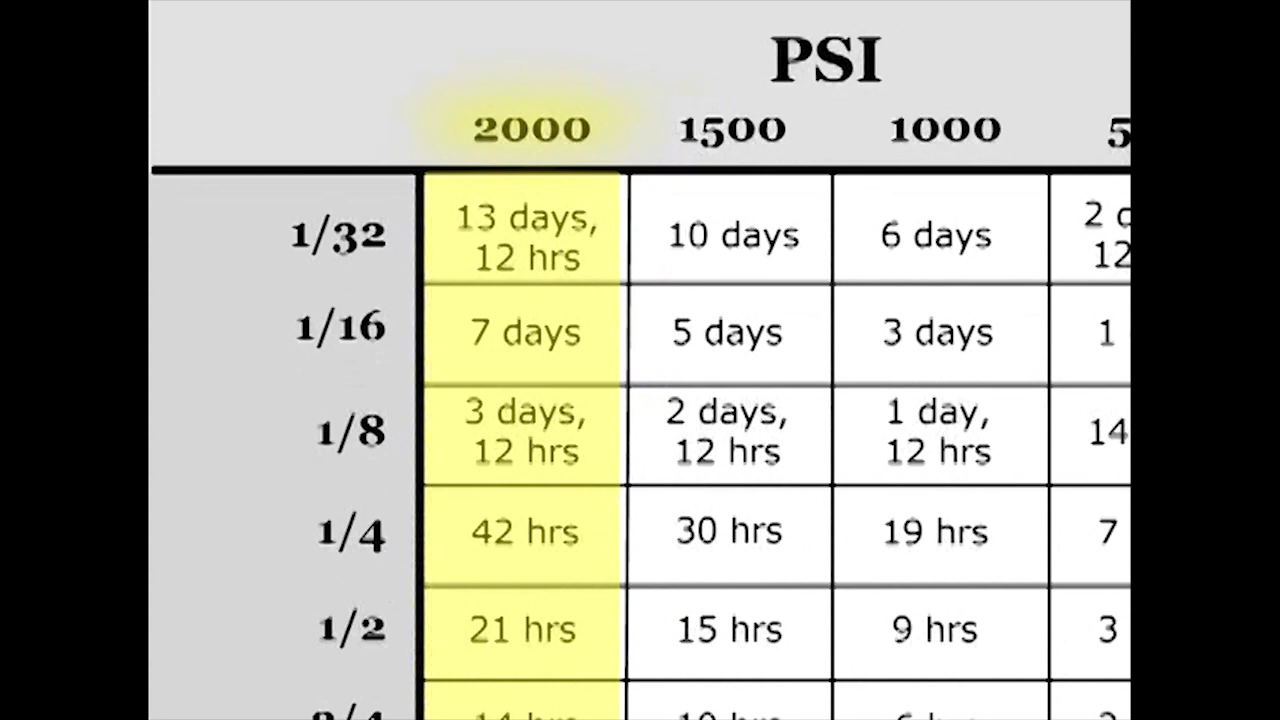 PSI
2000 1500 1000
1/32 13 days, 12 hrs 10 days 6 days
1/16 7 days 5 days 3 days 1
1/8 3 days, 12 hrs 2 days, 12 hrs 1 day, 12 hrs 14
1/4 42 hrs 30 hrs 19 hrs 7
1/2 21 hrs 15 hrs 9 hrs 3